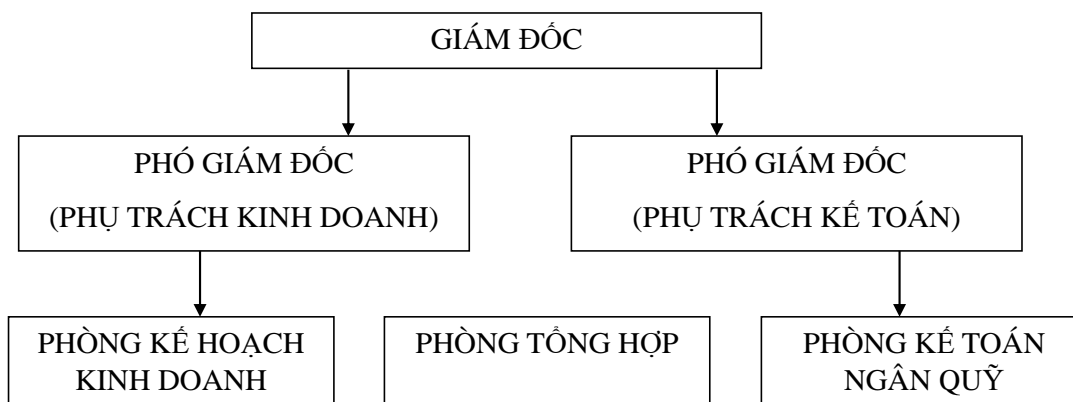 GIÁM ĐỐC
PHÓ GIÁM ĐỐC
(PHỤ TRÁCH KINH DOANH)
PHÓ GIÁM ĐỐC
(PHỤ TRÁCH KẾ TOÁN)
PHÒNG KẾ HOẠCH
KINH DOANH
PHÒNG TỔNG HỢP
PHÒNG KẾ TOÁN
NGÂN QUỸ